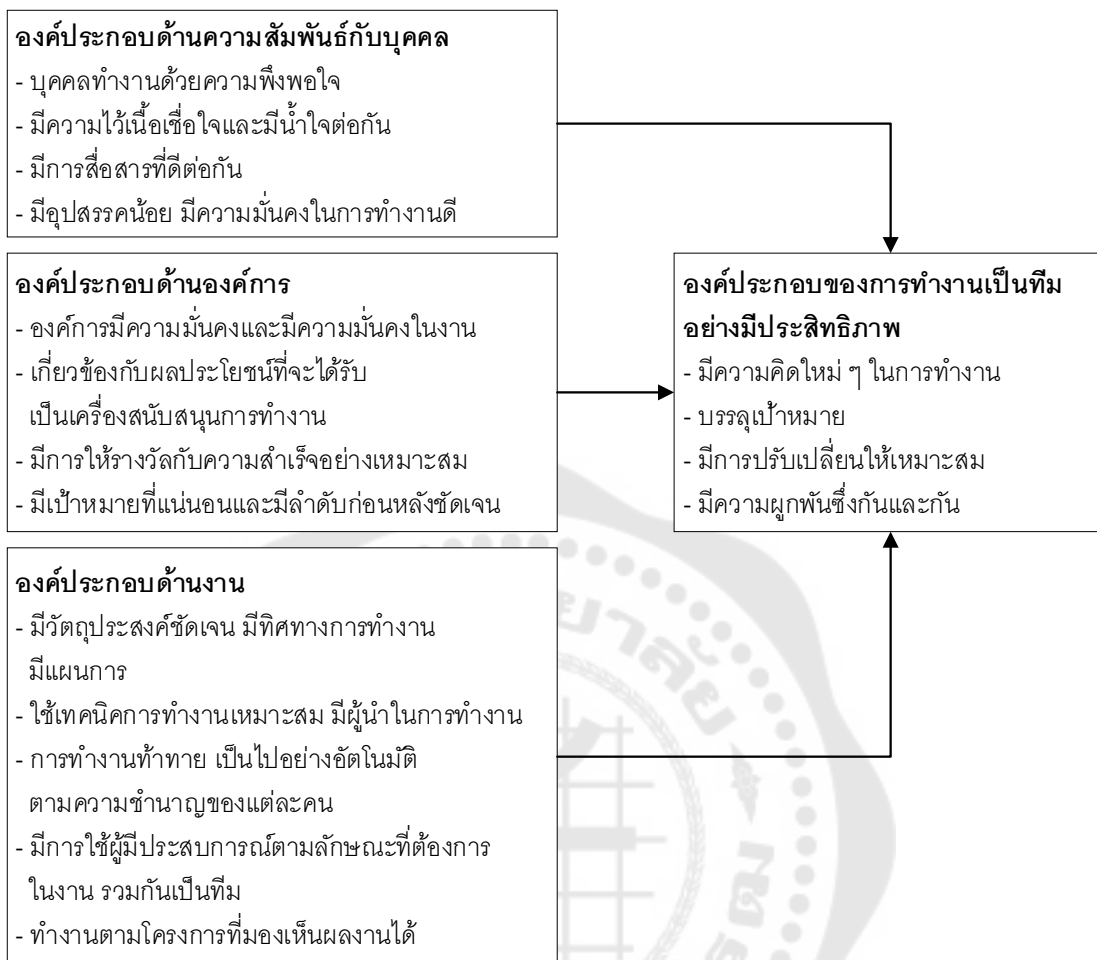 องค์ประกอบด้านความสัมพันธ์กับบุคคล
- บุคคลทำงานด้วยความพึงพอใจ
- มีความไว้เนื้อเชื่อใจและมีน้ำใจต่อกัน
- มีการสื่อสารที่ดีต่อกัน
- มีอุปสรรคน้อย มีความมั่นคงในการทำงานดี
องค์ประกอบด้านองค์การ
- องค์การมีความมั่นคงและมีความมั่นคงในงาน
- เกี่ยวข้องกับผลประโยชน์ที่จะได้รับ
เป็นเครื่องสนับสนุนการทำงาน
- มีการให้รางวัลกับความสำเร็จอย่างเหมาะสม
- มีเป้าหมายที่แน่นอนและมีลำดับก่อนหลังชัดเจน
องค์ประกอบของการทำงานเป็นทีม
อย่างมีประสิทธิภาพ
- มีความคิดใหม่ ๆ ในการทำงาน
- บรรลุเป้าหมาย
- มีการปรับเปลี่ยนให้เหมาะสม
- มีความผูกพันซึ่งกันและกัน
องค์ประกอบด้านงาน
- มีวัตถุประสงค์ชัดเจน มีทิศทางการทำงาน
มีแผนการ
- ใช้เทคนิคการทำงานเหมาะสม มีผู้นำในการทำงาน
- การทำงานท้าทาย เป็นไปอย่างอัตโนมัติ
ตามความชำนาญของแต่ละคน
- มีการใช้ผู้มีประสบการณ์ตามลักษณะที่ต้องการ
ในงาน รวมกันเป็นทีม
- ทำงานตามโครงการที่มองเห็นผลงานได้